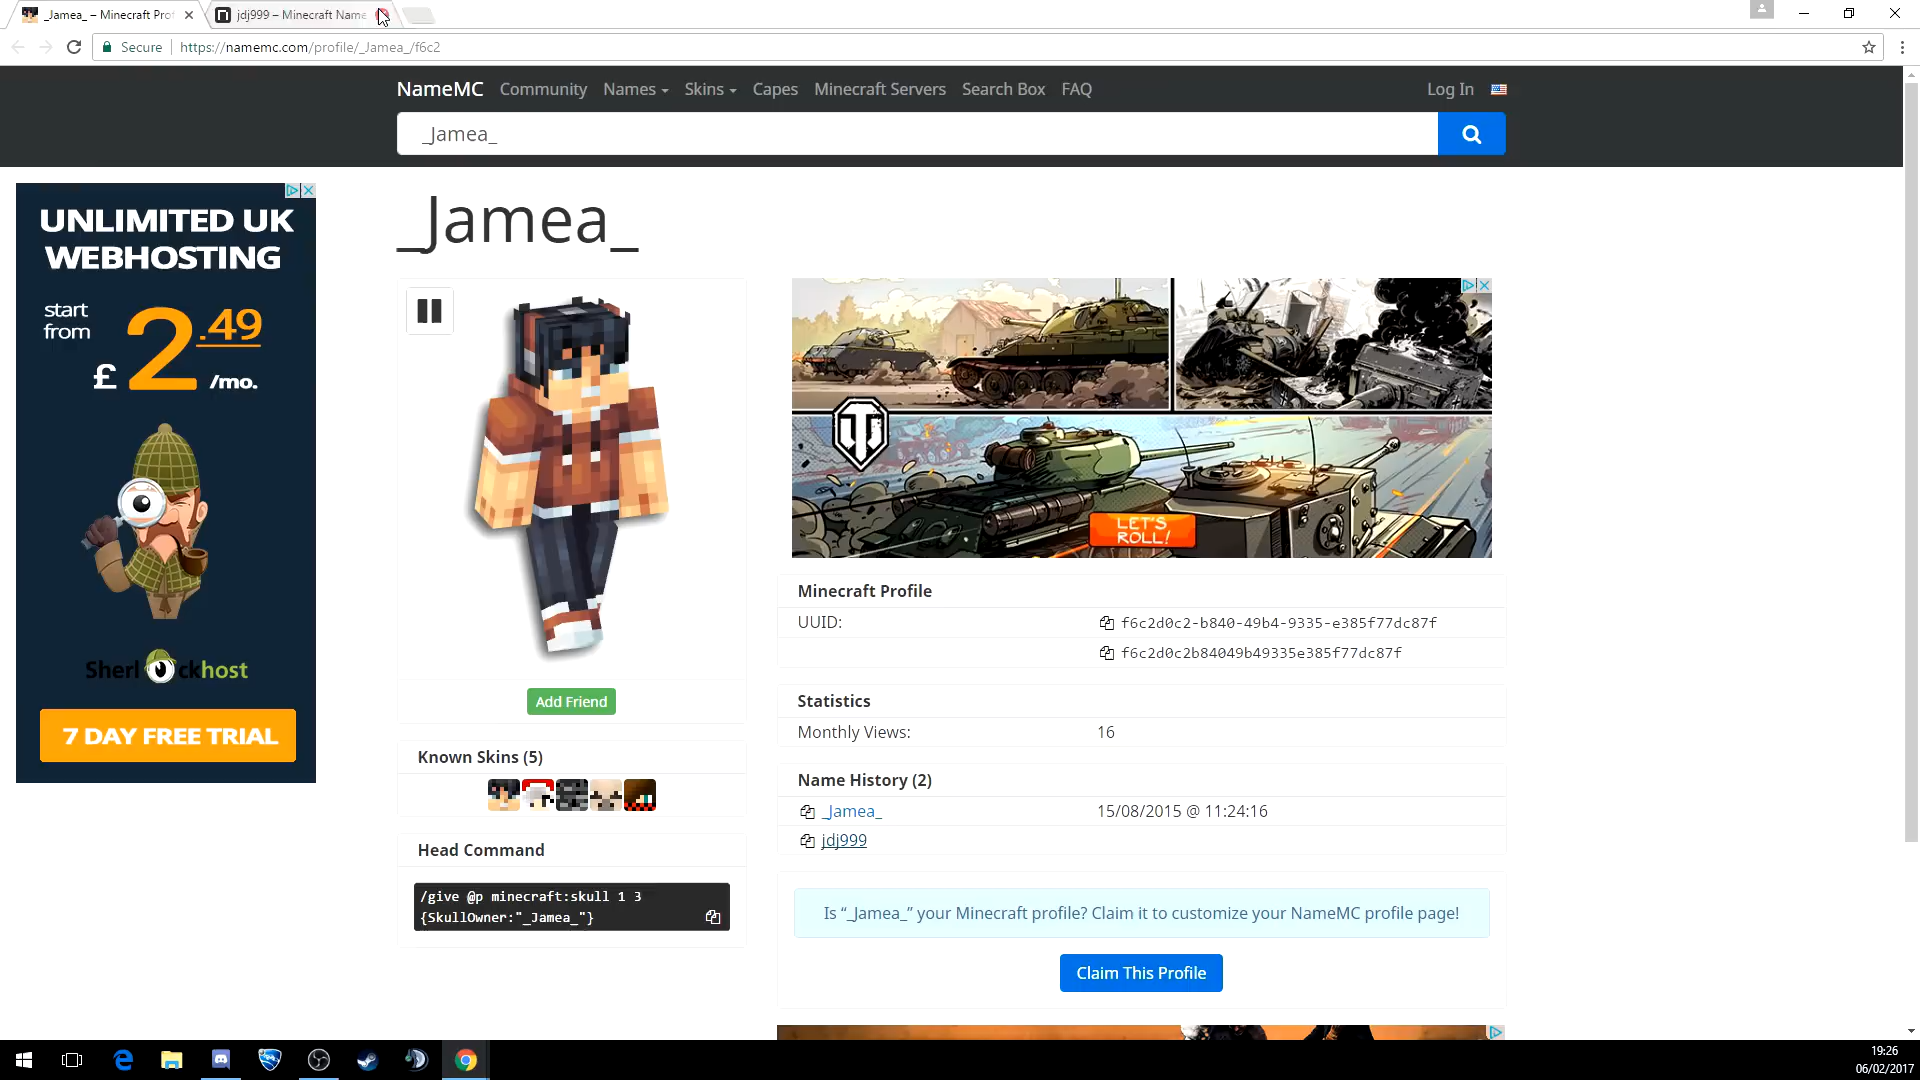 _Jamea_ – Minecraft Prof
jdj999 – Minecraft Name
Secure
https://namemc.com/profile/_Jamea_/f6c2
NameMC
Community
Names
Skins
Capes
Minecraft Servers
Search Box
FAQ
Log In
_Jamea_
UNLIMITED UK
WEBHOSTING
start
from
£2.49
/mo.
Sherl ckhost
7 DAY FREE TRIAL
_Jamea_
Add Friend
Known Skins (5)
Head Command
/give @p minecraft:skull 1 3
{SkullOwner:"_Jamea_"}
LET'S
ROLL!
Minecraft Profile
UUID:
f6c2d0c2-b840-49b4-9335-e385f77dc87f
f6c2d0c2b84049b49335e385f77dc87f
Statistics
Monthly Views:
16
Name History (2)
_Jamea_
15/08/2015 @ 11:24:16
jdj999
Is “_Jamea_” your Minecraft profile? Claim it to customize your NameMC profile page!
Claim This Profile
19:26
06/02/2017